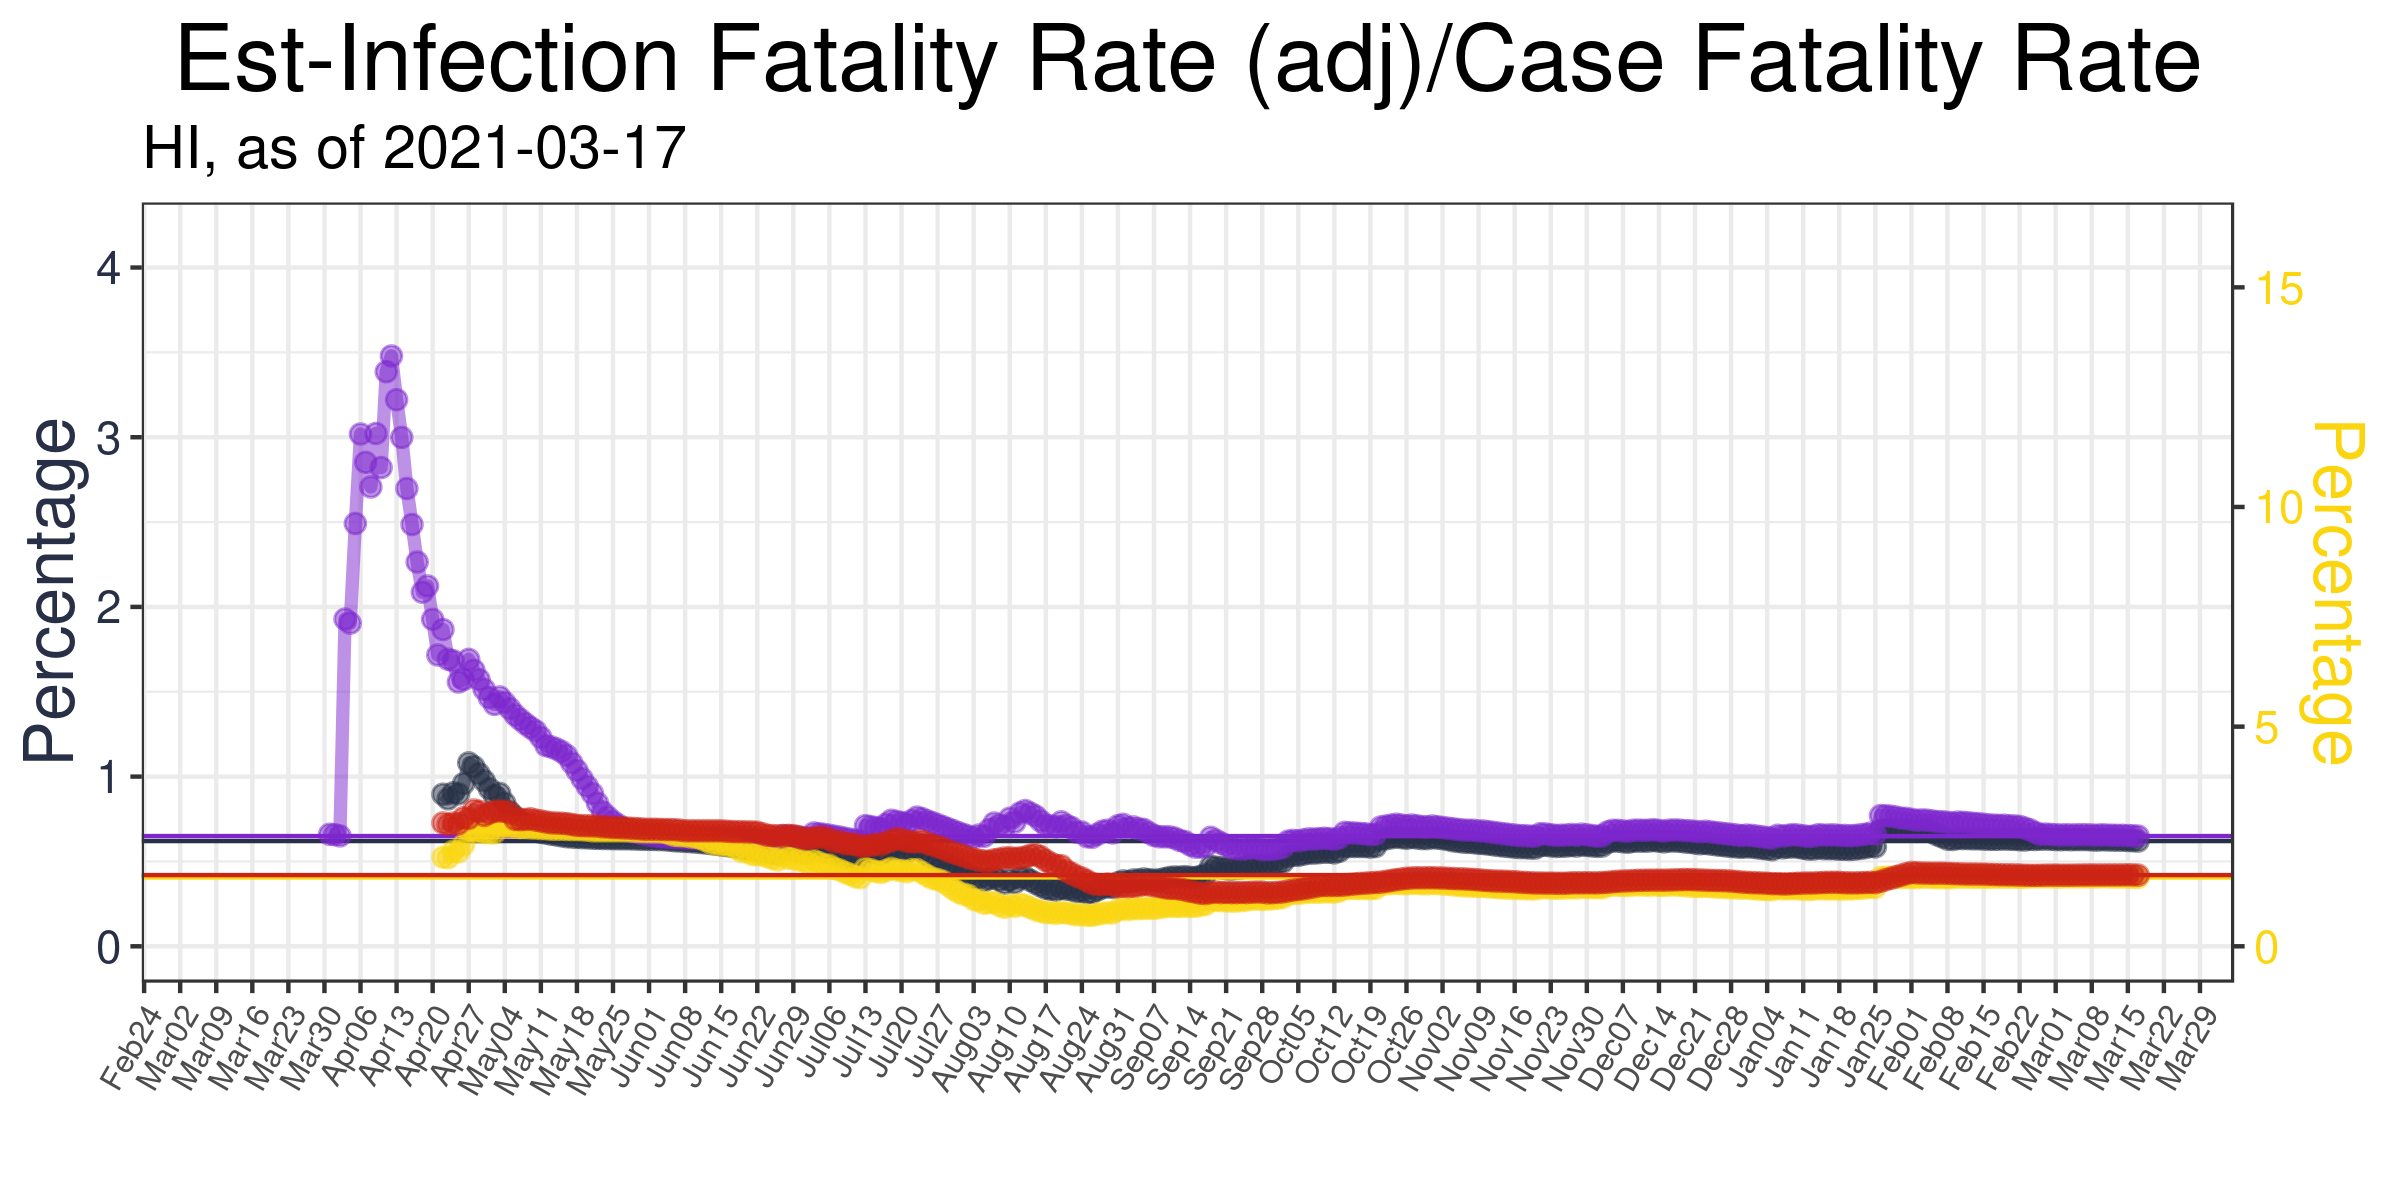 Est-Infection Fatality Rate (adj)/Case Fatality Rate
HI, as of 2021-03-17
Percentage
4
3
2
1
0
15
10
5
0
Percentage
Feb24
Mar02
Mar09
Mar16
Mar23
Mar30
Apr06
Apr13
Apr20
Apr27
May04
May11
May18
May25
Jun01
Jun08
Jun15
Jun22
Jun29
Jul06
Jul13
Jul20
Jul27
Aug03
Aug10
Aug17
Aug24
Aug31
Sep07
Sep14
Sep21
Sep28
Oct05
Oct12
Oct19
Oct26
Nov02
Nov09
Nov16
Nov23
Nov30
Dec07
Dec14
Dec21
Dec28
Jan04
Jan11
Jan18
Jan25
Feb01
Feb08
Feb15
Feb22
Mar01
Mar08
Mar15
Mar22
Mar29